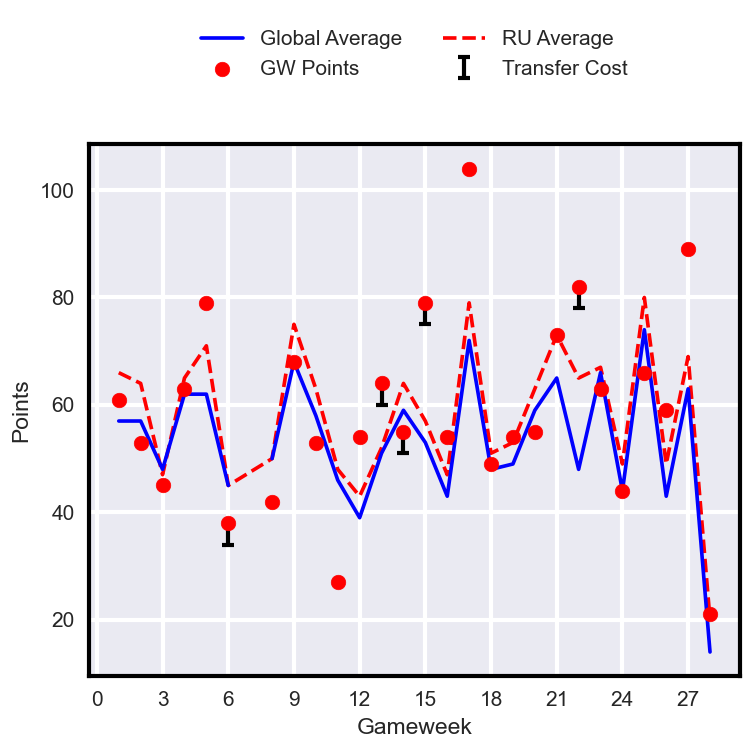 Global Average
RU Average
GW Points
Transfer Cost
100
80
60
40
20
Points
0 3 6 9 12 15 18 21 24 27
Gameweek